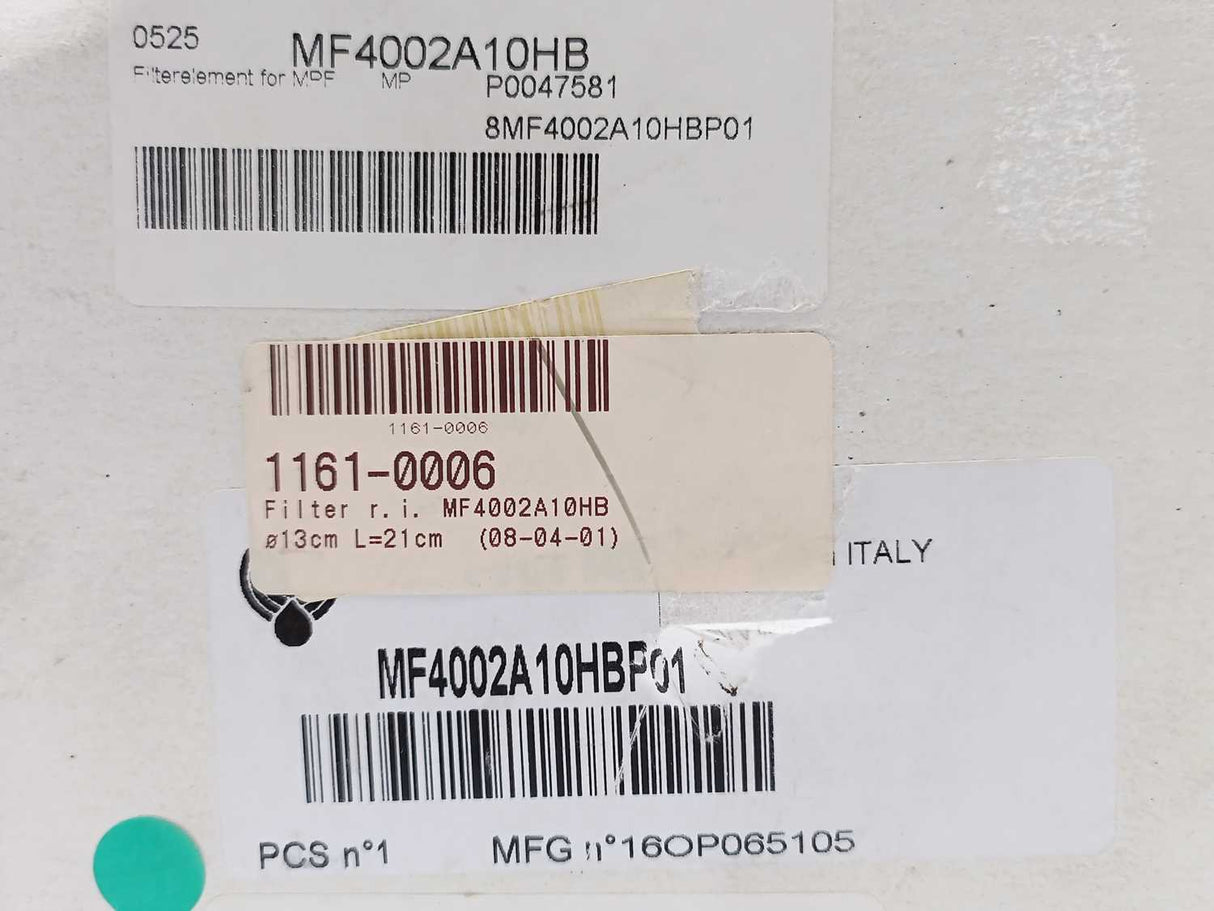 0525 MF4002A10HB
Filterelement for MPF MP P0047581
8MF4002A10HBP01
1161-0006
1161-0006
Filter r.i. MF4002A10HB
ø13cm L=21cm (08-04-01)
ITALY
MF4002A10HBP01
PCS n°1 MFG n°16OP065105